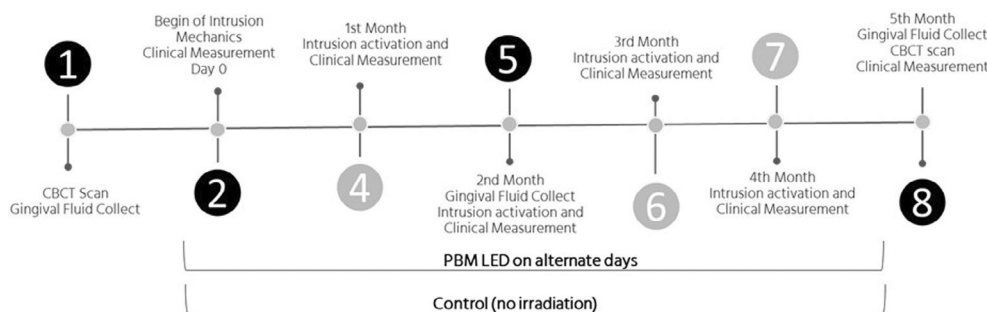 1
CBCT Scan
Gingival Fluid Collect
Begin of Intrusion
Mechanics
Clinical Measurement
Day 0
2
1st Month
Intrusion activation and
Clinical Measurement
4
5
2nd Month
Gingival Fluid Collect
Intrusion activation and
Clinical Measurement
3rd Month
Intrusion activation and
Clinical Measurement
6
7
4th Month
Intrusion activation and
Clinical Measurement
5th Month
Gingival Fluid Collect
CBCT scan
Clinical Measurement
8
PBM LED on alternate days
Control (no irradiation)